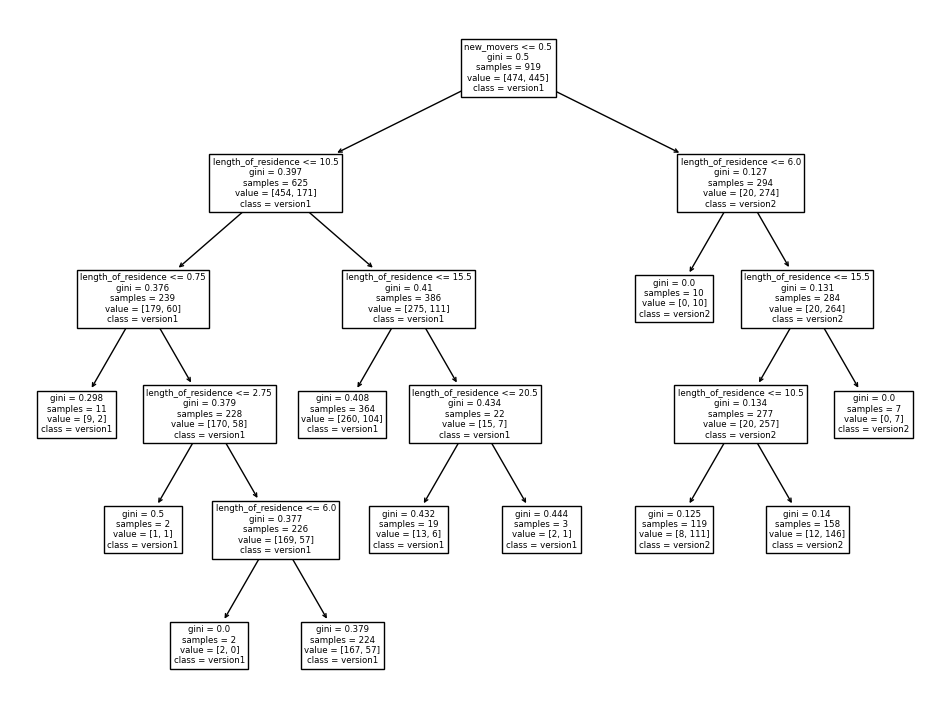 new_movers <= 0.5
gini = 0.5
samples = 919
value = [474, 445]
class = version1
length_of_residence <= 10.5
gini = 0.397
samples = 625
value = [454, 171]
class = version1
length_of_residence <= 6.0
gini = 0.127
samples = 294
value = [20, 274]
class = version2
length_of_residence <= 0.75
gini = 0.376
samples = 239
value = [179, 60]
class = version1
length_of_residence <= 15.5
gini = 0.41
samples = 386
value = [275, 111]
class = version1
gini = 0.0
samples = 10
value = [0, 10]
class = version2
length_of_residence <= 15.5
gini = 0.131
samples = 284
value = [20, 264]
class = version2
gini = 0.298
samples = 11
value = [9, 2]
class = version1
length_of_residence <= 2.75
gini = 0.379
samples = 228
value = [170, 58]
class = version1
gini = 0.408
samples = 364
value = [260, 104]
class = version1
length_of_residence <= 20.5
gini = 0.434
samples = 22
value = [15, 7]
class = version1
length_of_residence <= 10.5
gini = 0.134
samples = 277
value = [20, 257]
class = version2
gini = 0.0
samples = 7
value = [0, 7]
class = version2
gini = 0.5
samples = 2
value = [1, 1]
class = version1
length_of_residence <= 6.0
gini = 0.377
samples = 226
value = [169, 57]
class = version1
gini = 0.432
samples = 19
value = [13, 6]
class = version1
gini = 0.444
samples = 3
value = [2, 1]
class = version1
gini = 0.125
samples = 119
value = [8, 111]
class = version2
gini = 0.14
samples = 158
value = [12, 146]
class = version2
gini = 0.0
samples = 2
value = [2, 0]
class = version1
gini = 0.379
samples = 224
value = [167, 57]
class = version1